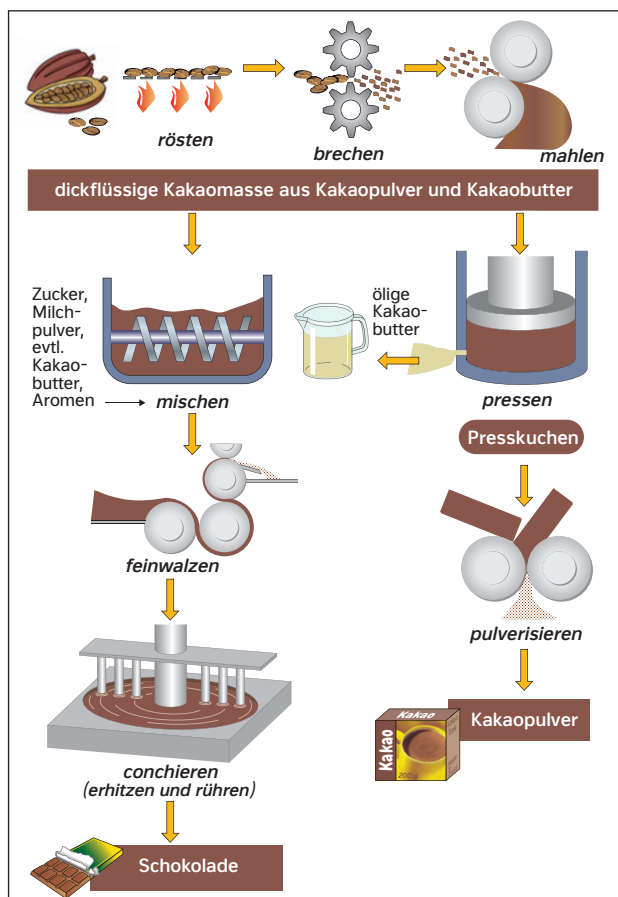 rösten
brechen
mahlen
dickflüssige Kakaomasse aus Kakaopulver und Kakaobutter
Zucker,
Milch-
pulver,
evtl.
Kakao-
butter,
Aromen
mischen
ölige
Kakao-
butter
pressen
Presskuchen
feinwalzen
pulverisieren
conchieren
(erhitzen und rühren)
Kakaopulver
Kakao
Kakao
200 g
Schokolade